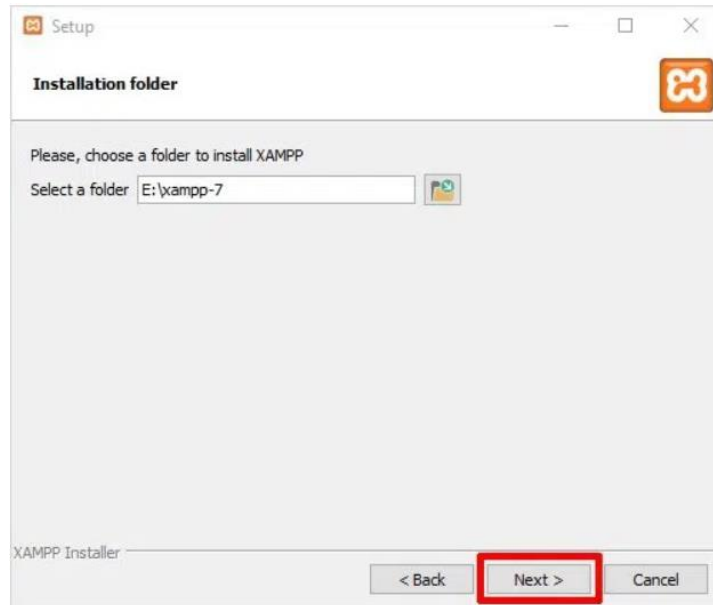 Setup
Installation folder
Please, choose a folder to install XAMPP
Select a folder E:\xampp-7
XAMPP Installer
< Back Next > Cancel